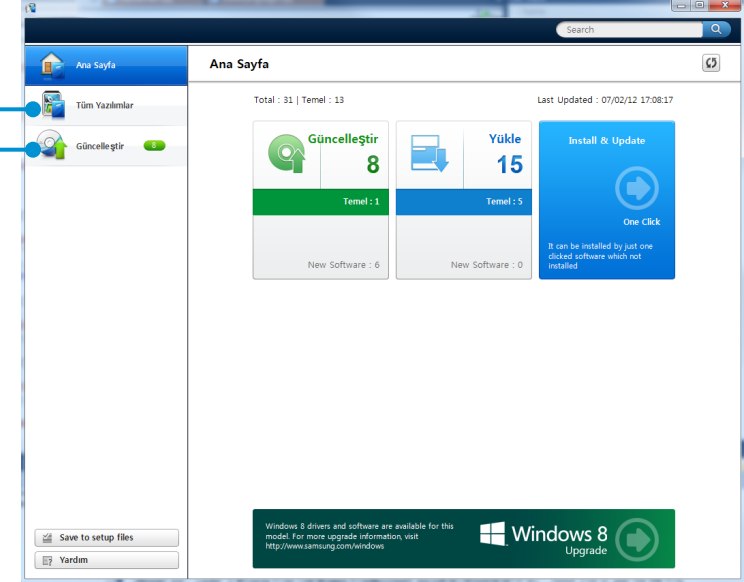 Search
Ana Sayfa
Tüm Yazılımlar
Güncelleştir 8
Save to setup files
Yardım
Ana Sayfa
Total : 31 | Temel : 13
Last Updated : 07/02/12 17:08:17
Güncelleştir
8
Temel : 1
New Software : 6
Yükle
15
Temel : 5
New Software : 0
Install & Update
One Click
It can be installed by just one
clicked software which not
installed
Windows 8 drivers and software are available for this
model. For more upgrade information, visit
http://www.samsung.com/windows
Windows 8
Upgrade